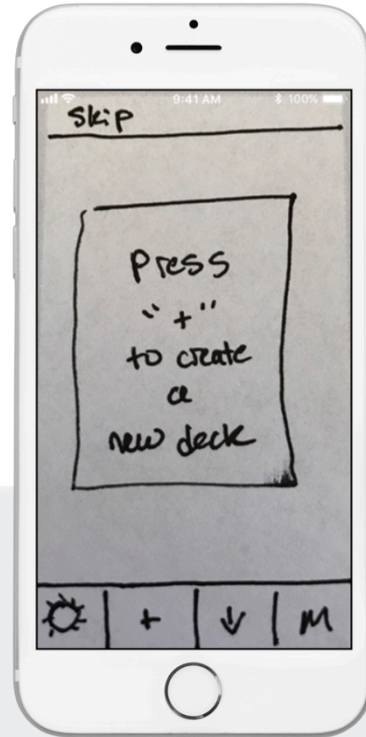 9:41 AM 100%
Skip
Press
"+"
to create
a
new deck
+ ↓ M